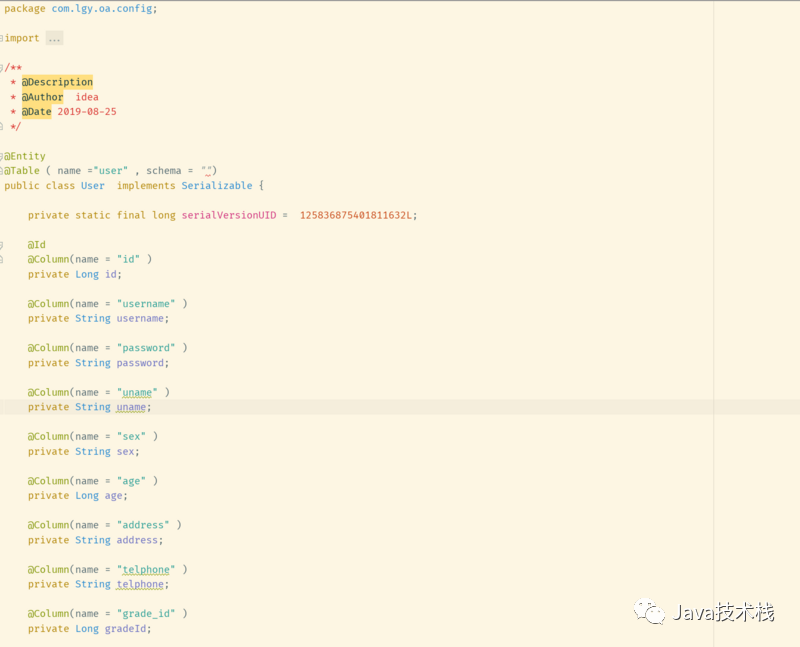 package com.lgy.oa.config;
import ...
/**
* @Description
* @Author idea
* @Date 2019-08-25
*/
@Entity
@Table ( name ="user" , schema = "")
public class User implements Serializable {
private static final long serialVersionUID = 125836875401811632L;
@Id
@Column(name = "id" )
private Long id;
@Column(name = "username" )
private String username;
@Column(name = "password" )
private String password;
@Column(name = "uname" )
private String uname;
@Column(name = "sex" )
private String sex;
@Column(name = "age" )
private Long age;
@Column(name = "address" )
private String address;
@Column(name = "telphone" )
private String telphone;
@Column(name = "grade_id" )
private Long gradeId;
Java技术栈